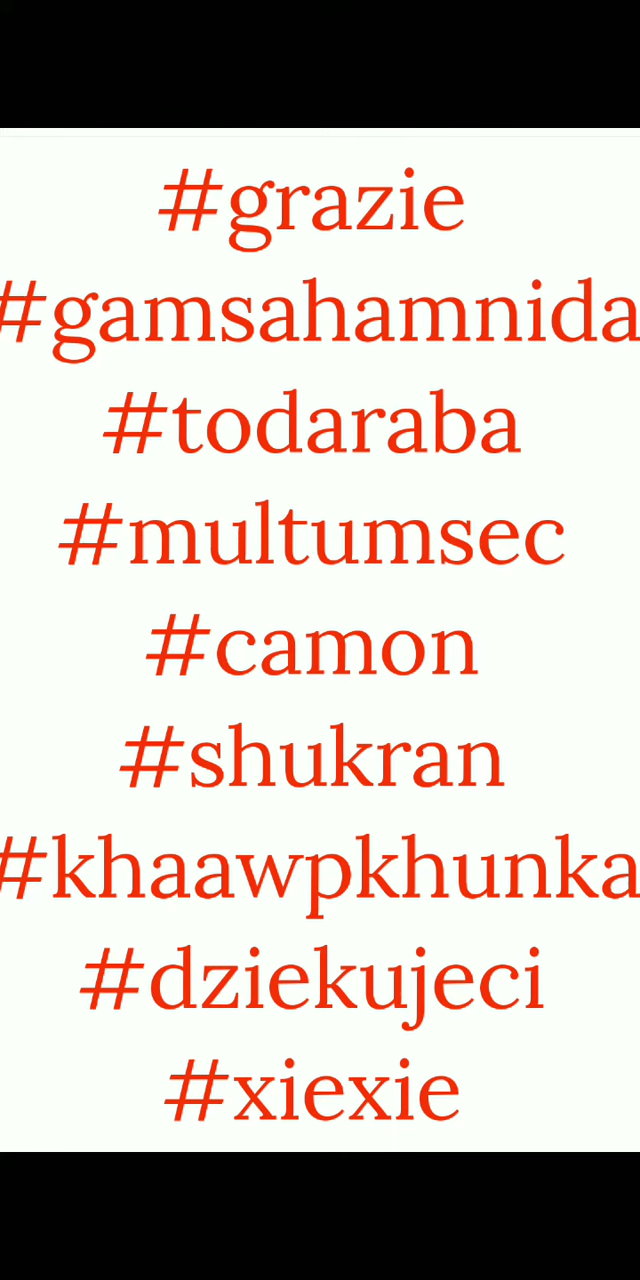 #grazie
#gamsahamnida
#todaraba
#multumsec
#camon
#shukran
#khaawpkhunka
#dziekujeci
#xiexie